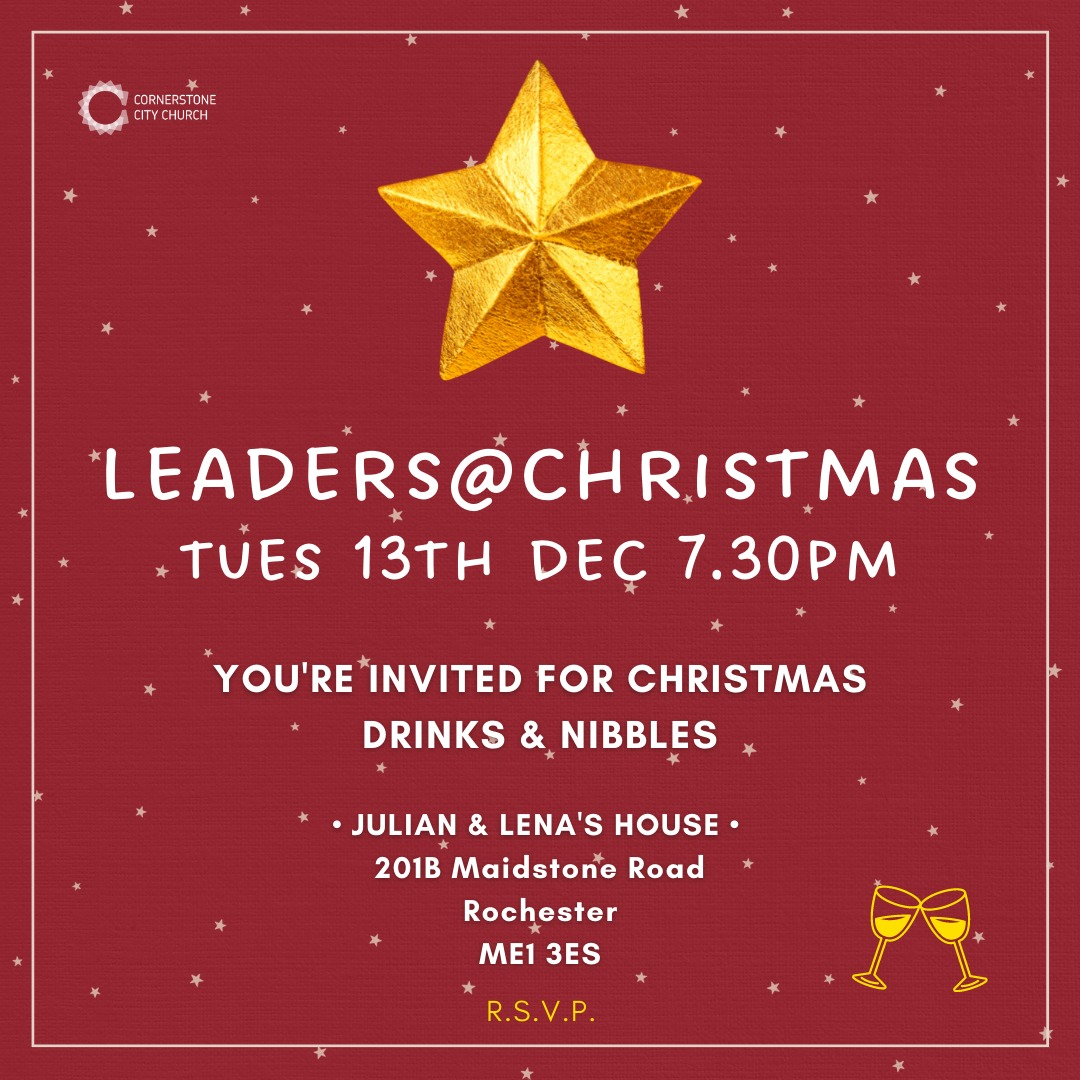 CORNERSTONE
CITY CHURCH
LEADERS@CHRISTMAS
TUES 13TH DEC 7.30PM
YOU'RE INVITED FOR CHRISTMAS
DRINKS & NIBBLES
• JULIAN & LENA'S HOUSE •
201B Maidstone Road
Rochester
ME1 3ES
R.S.V.P.